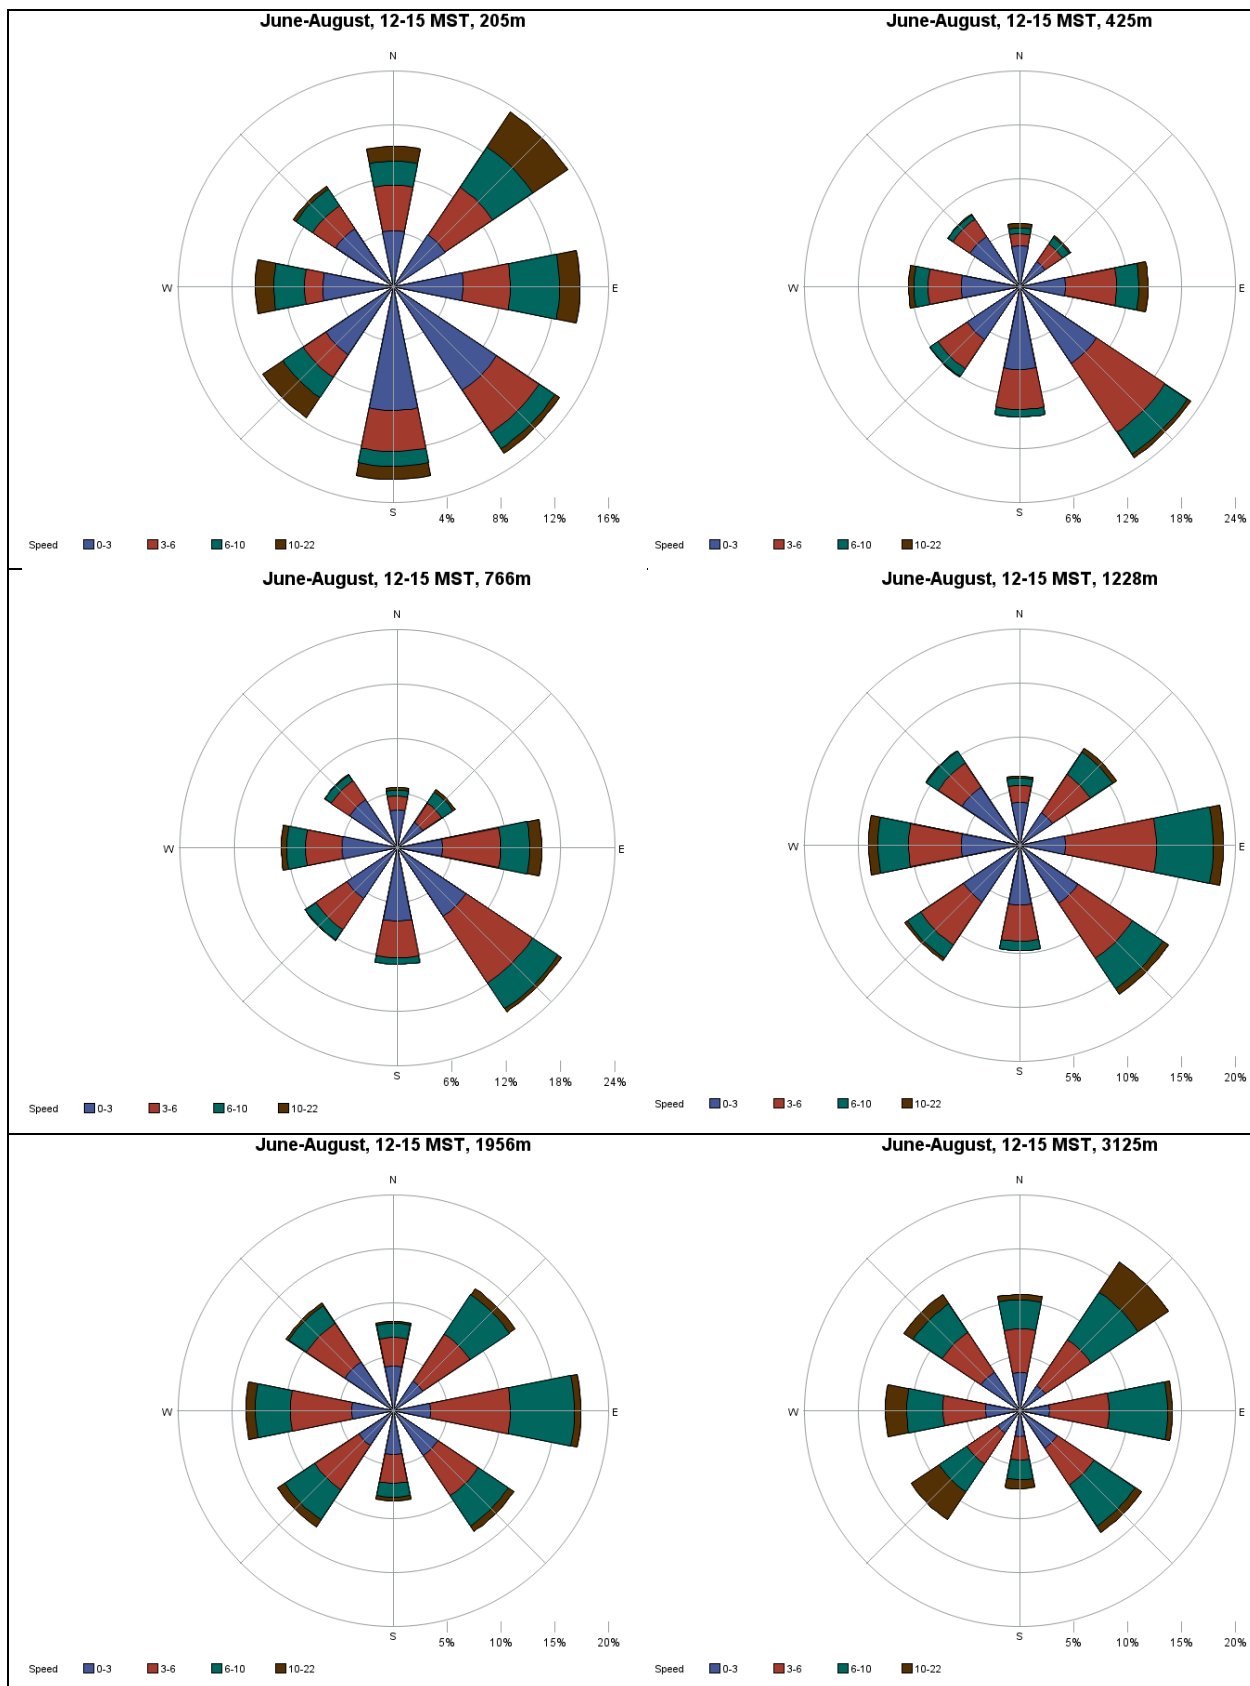 June-August, 12-15 MST, 205m
N
W
E
S
4% 8% 12% 16%
Speed 0-3 3-6 6-10 10-22
June-August, 12-15 MST, 425m
N
W
E
S
6% 12% 18% 24%
Speed 0-3 3-6 6-10 10-22
June-August, 12-15 MST, 766m
N
W
E
S
6% 12% 18% 24%
Speed 0-3 3-6 6-10 10-22
June-August, 12-15 MST, 1228m
N
W
E
S
5% 10% 15% 20%
Speed 0-3 3-6 6-10 10-22
June-August, 12-15 MST, 1956m
N
W
E
S
5% 10% 15% 20%
Speed 0-3 3-6 6-10 10-22
June-August, 12-15 MST, 3125m
N
W
E
S
5% 10% 15% 20%
Speed 0-3 3-6 6-10 10-22